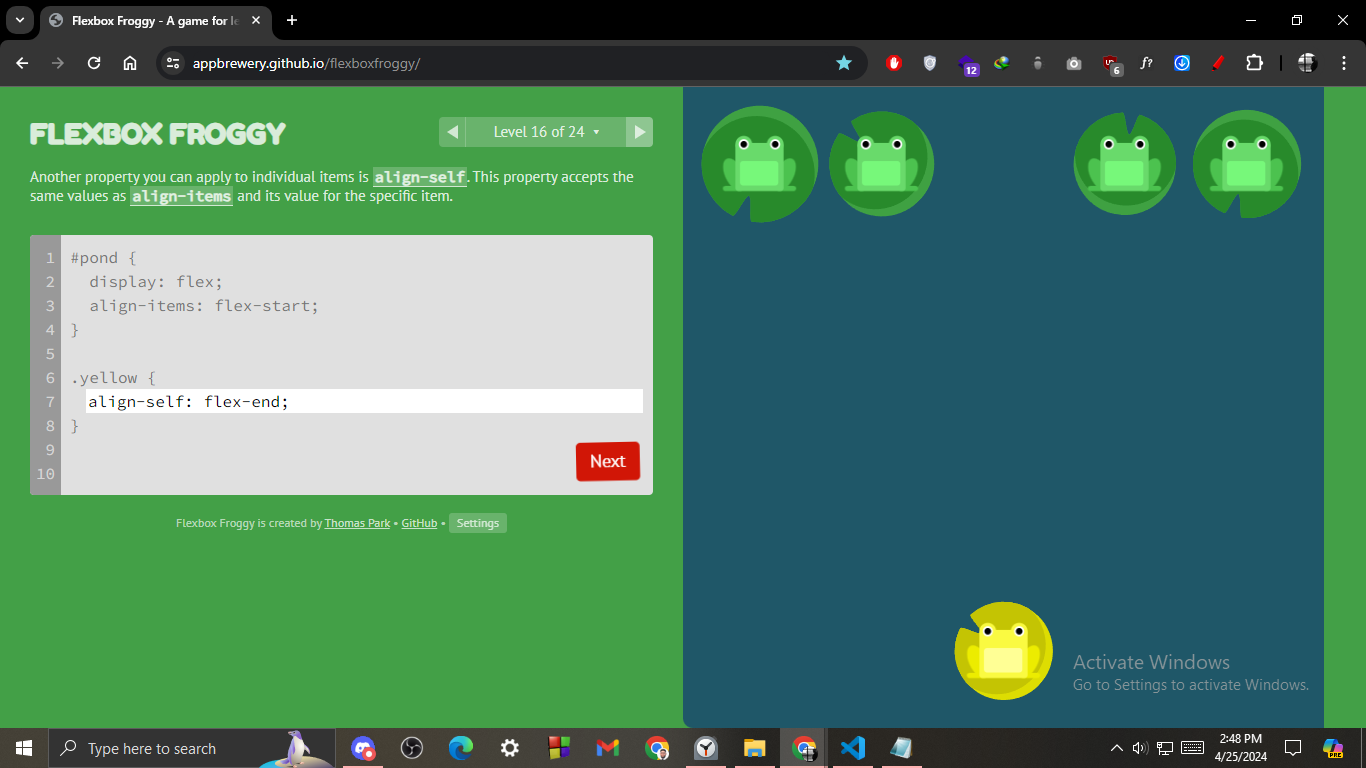 Flexbox Froggy - A game for le
appbrewery.github.io/flexboxfroggy/
12
6
f?
FLEXBOX FROGGY
Level 16 of 24
Another property you can apply to individual items is align-self. This property accepts the
same values as align-items and its value for the specific item.
1 #pond {
2 display: flex;
3 align-items: flex-start;
4 }
5
6 .yellow {
7 align-self: flex-end;
8 }
9
10
Next
Flexbox Froggy is created by Thomas Park • GitHub • Settings
Activate Windows
Go to Settings to activate Windows.
Type here to search
2:48 PM
4/25/2024
PRE